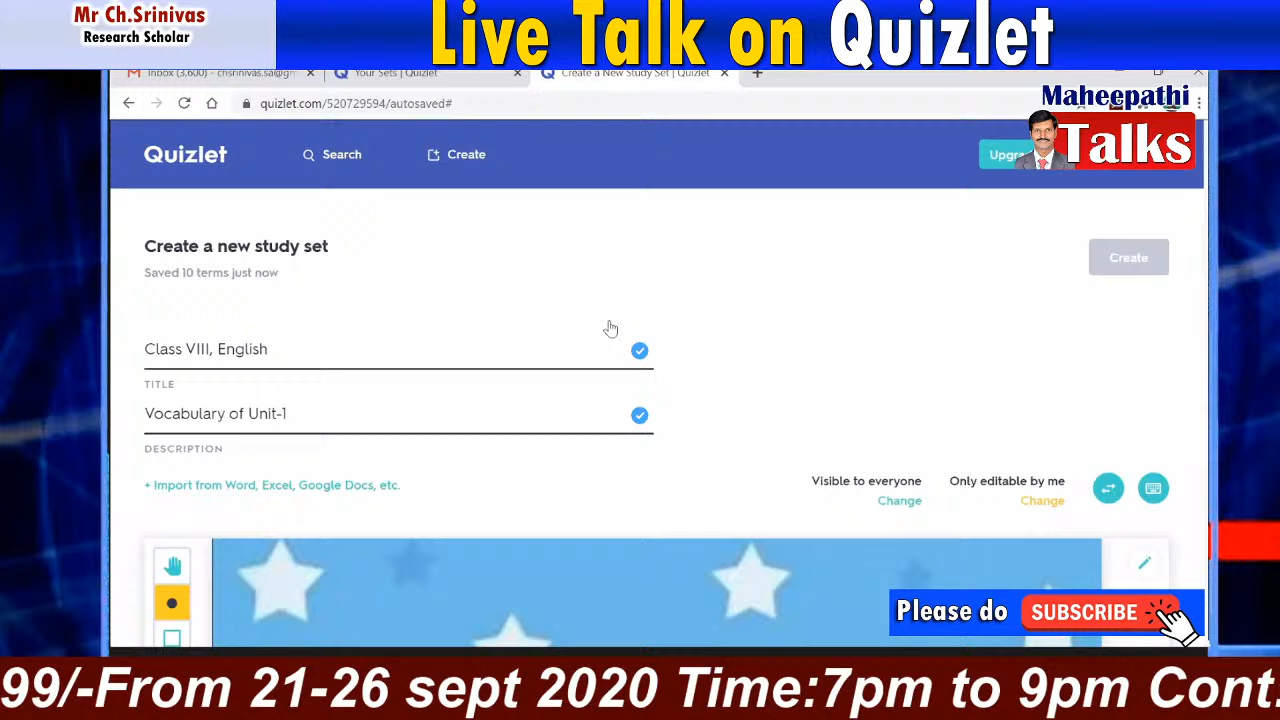 Mr Ch.Srinivas
Research Scholar
Live Talk on Quizlet
Inbox (3,600) - chsrinivas.sa@gm
Your Sets | Quizlet
Create a New Study Set | Quizlet
quizlet.com/520729594/autosaved#
Maheepathi
Talks
Quizlet
Search
Create
Upgra
Create a new study set
Saved 10 terms just now
Create
Class VIII, English
TITLE
Vocabulary of Unit-1
DESCRIPTION
+ Import from Word, Excel, Google Docs, etc.
Visible to everyone
Change
Only editable by me
Change
Please do SUBSCRIBE
99/-From 21-26 sept 2020 Time:7pm to 9pm Cont